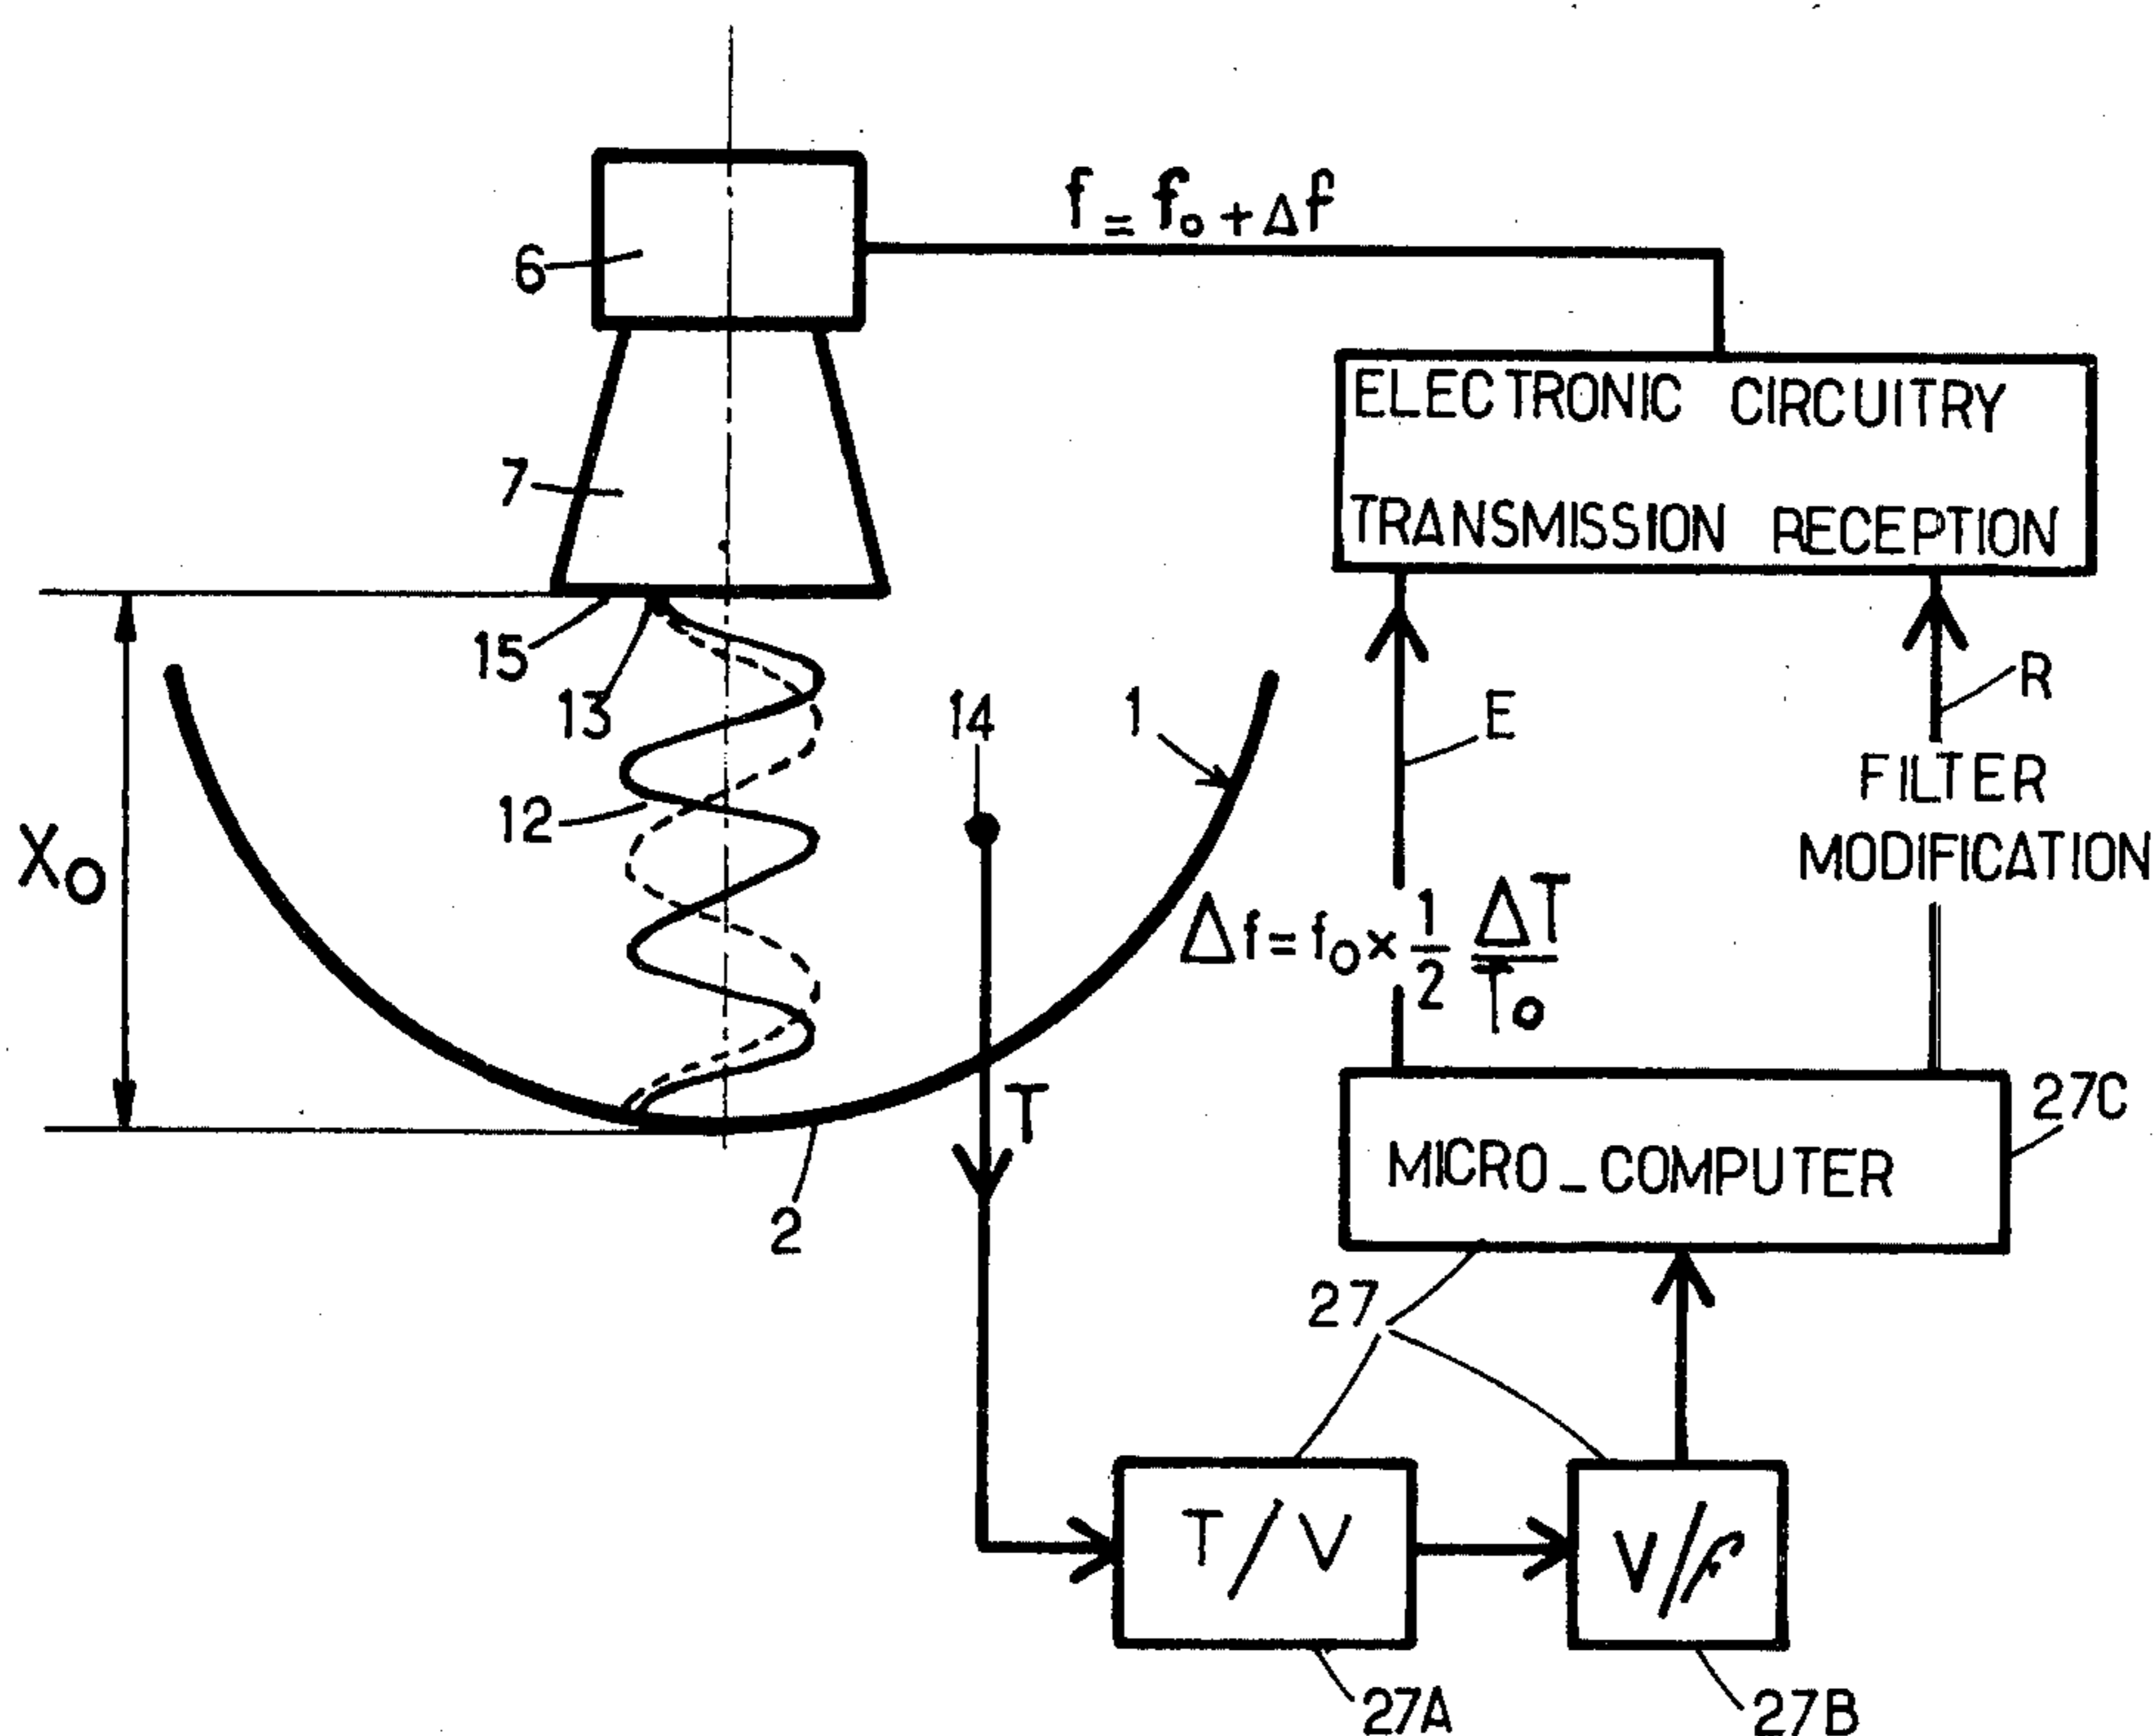 f = f₀ + Δf
6
ELECTRONIC CIRCUITRY
TRANSMISSION RECEPTION
7
15
13
14
1
E
R
FILTER
MODIFICATION
12
X₀
Δf = f₀ × 1/2 ΔT/T₀
T
2
27C
MICRO_COMPUTER
27
T/V
V/f
27A
27B